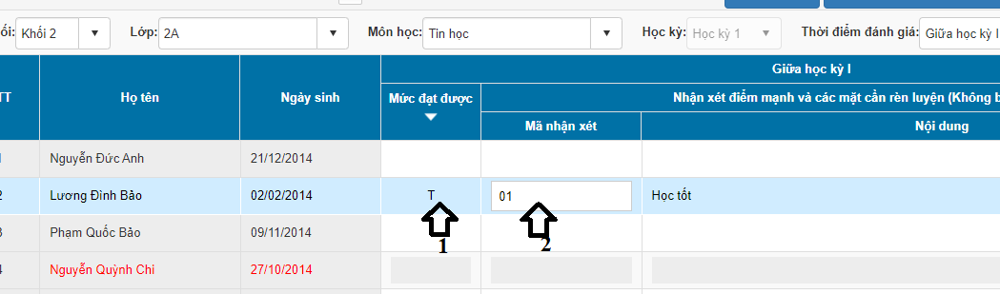 ối: Khối 2 Lớp: 2A Môn học: Tin học Học kỳ: Học kỳ 1 Thời điểm đánh giá: Giữa học kỳ I
Giữa học kỳ I
TT Họ tên Ngày sinh Mức đạt được Nhận xét điểm mạnh và các mặt cần rèn luyện (Không b
Mã nhận xét Nội dung
1 Nguyễn Đức Anh 21/12/2014
2 Lương Đình Bảo 02/02/2014 T 01 Học tốt
1 2
3 Phạm Quốc Bảo 09/11/2014
4 Nguyễn Quỳnh Chi 27/10/2014